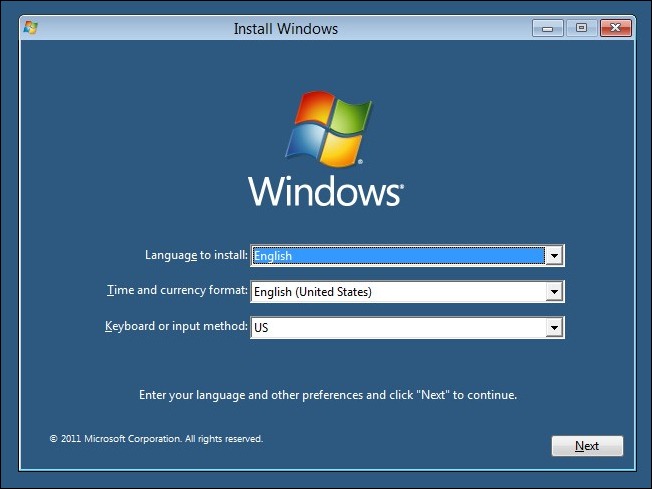 Install Windows
Windows®
Language to install: English
Time and currency format: English (United States)
Keyboard or input method: US
Enter your language and other preferences and click "Next" to continue.
© 2011 Microsoft Corporation. All rights reserved.
Next